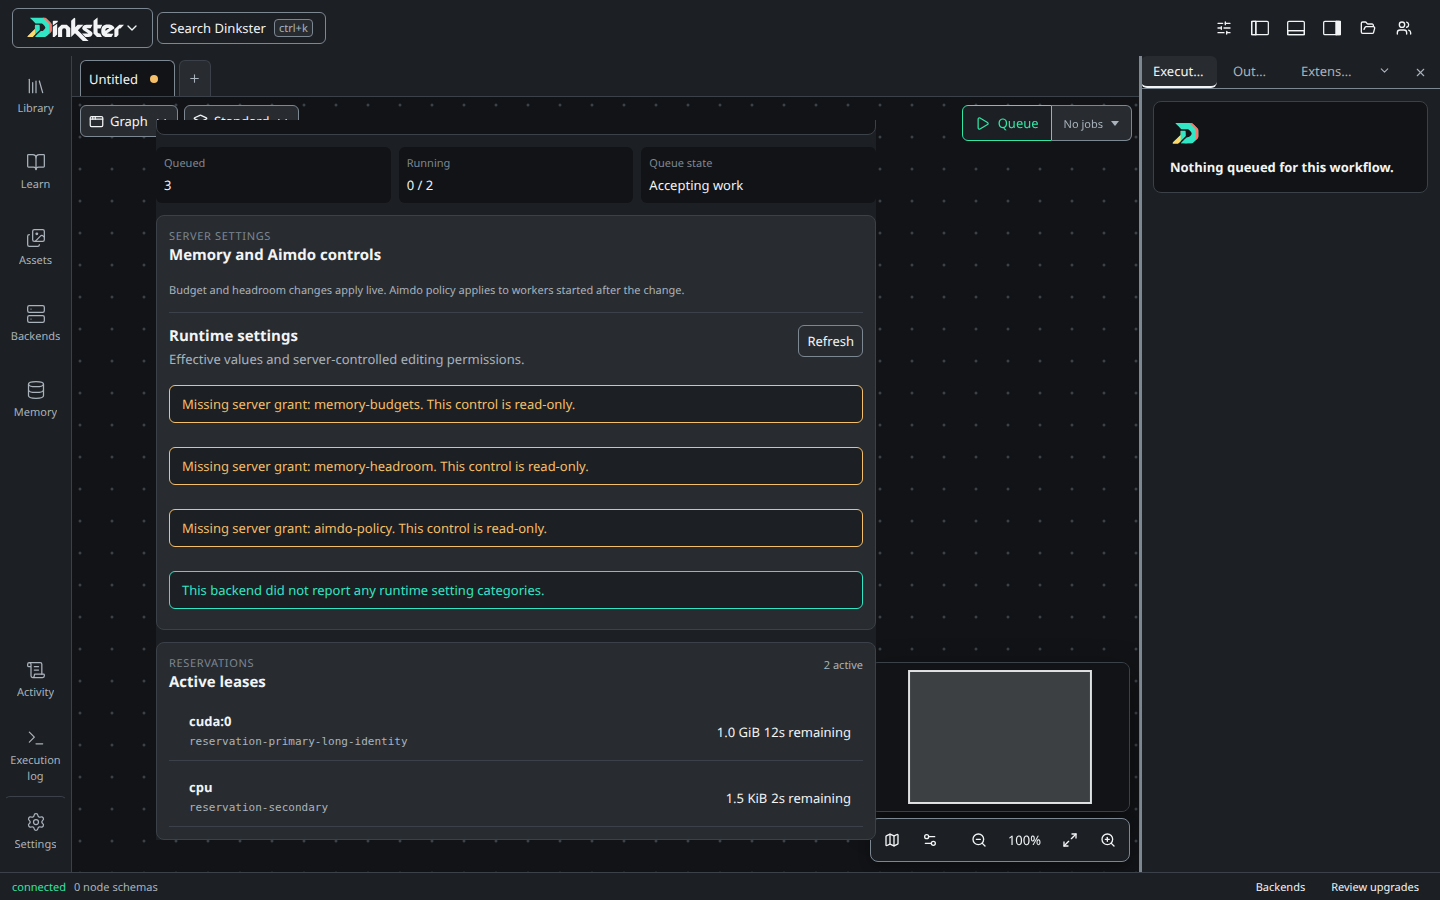 Dinkster
Search Dinkster ctrl+k
Library
Learn
Assets
Backends
Memory
Activity
Execution
log
Settings
Untitled
+
Graph
Standard
Queue
No jobs
Queued
3
Running
0 / 2
Queue state
Accepting work
SERVER SETTINGS
Memory and Aimdo controls
Budget and headroom changes apply live. Aimdo policy applies to workers started after the change.
Runtime settings
Effective values and server-controlled editing permissions.
Refresh
Missing server grant: memory-budgets. This control is read-only.
Missing server grant: memory-headroom. This control is read-only.
Missing server grant: aimdo-policy. This control is read-only.
This backend did not report any runtime setting categories.
RESERVATIONS
2 active
Active leases
cuda:0
reservation-primary-long-identity
1.0 GiB 12s remaining
cpu
reservation-secondary
1.5 KiB 2s remaining
100%
Execut...
Out...
Extens...
Nothing queued for this workflow.
connected
0 node schemas
Backends
Review upgrades